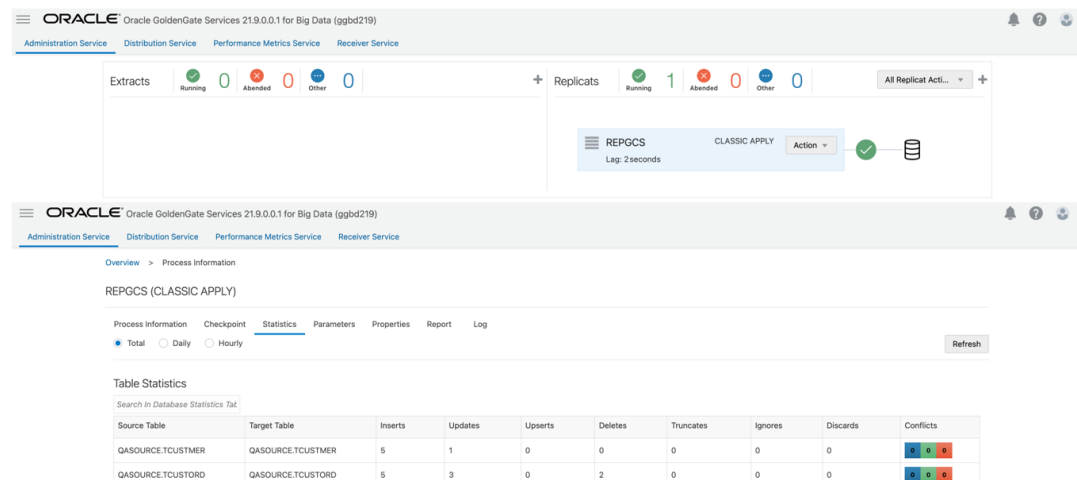 ORACLE Oracle GoldenGate Services 21.9.0.0.1 for Big Data (ggbd219)
Administration Service Distribution Service Performance Metrics Service Receiver Service
Extracts Running 0 Abended 0 Other 0 Replicats Running 1 Abended 0 Other 0 All Replicat Acti...
REPGCS CLASSIC APPLY Action
Lag: 2 seconds
ORACLE Oracle GoldenGate Services 21.9.0.0.1 for Big Data (ggbd219)
Administration Service Distribution Service Performance Metrics Service Receiver Service
Overview > Process Information
REPGCS (CLASSIC APPLY)
Process Information Checkpoint Statistics Parameters Properties Report Log
Total Daily Hourly Refresh
Table Statistics
Search In Database Statistics Tat
Source Table Target Table Inserts Updates Upserts Deletes Truncates Ignores Discards Conflicts
QASOURCE.TCUSTMER QASOURCE.TCUSTMER 5 1 0 0 0 0 0 0 0 0
QASOURCE.TCUSTORD QASOURCE.TCUSTORD 5 3 0 2 0 0 0 0 0 0